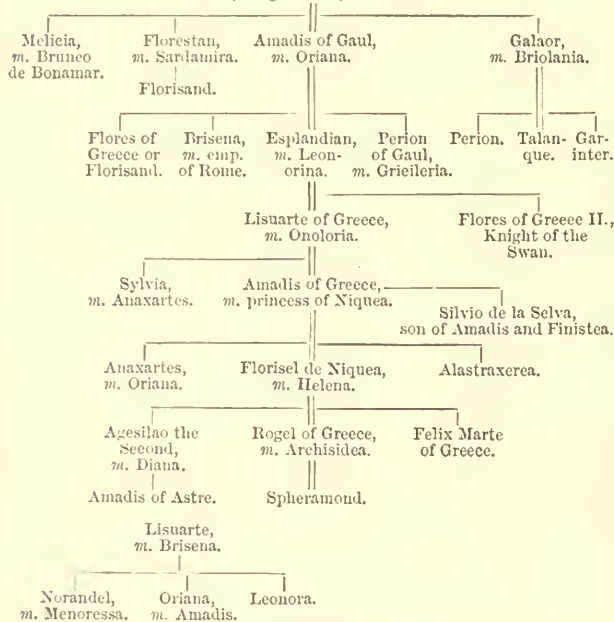 Melicia, Florestan, Amadis of Gaul, Galaor,
m. Bruneo m. Sardamira. m. Oriana. m. Briolania.
de Bonamar.
Florisand.
Flores of Brisena, Esplandian, Perion Perion. Talan- Gar-
Greece or m. emp. m. Leon- of Gaul, que. inter.
Florisand. of Rome. orina. m. Gricileria.
Lisuarte of Greece, Flores of Greece II.,
m. Onoloria. Knight of the
Swan.
Sylvia, Amadis of Greece,
m. Anaxartes. m. princess of Niquea.
Silvio de la Selva,
son of Amadis and Finistea.
Anaxartes, Florisel de Niquea, Alastraxerea.
m. Oriana. m. Helena.
Agesilao the Rogel of Greece, Felix Marte
Second, m. Archisidea. of Greece.
m. Diana.
Amadis of Astre. Spheramond.
Lisuarte,
m. Brisena.
Norandel, Oriana, Leonora.
m. Menoressa. m. Amadis.